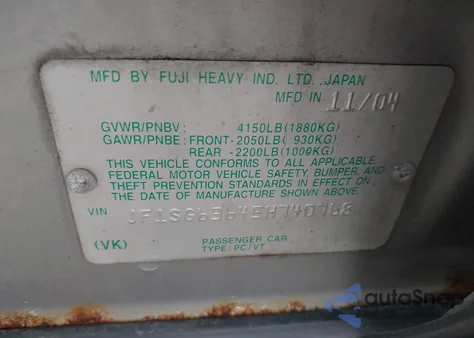 MFD BY FUJI HEAVY IND. LTD. JAPAN
MFD IN 11/04
GVWR/PNBV: 4150LB(1880KG)
GAWR/PNBE: FRONT-2050LB( 930KG)
REAR -2200LB(1000KG)
THIS VEHICLE CONFORMS TO ALL APPLICABLE
FEDERAL MOTOR VEHICLE SAFETY, BUMPER, AND
THEFT PREVENTION STANDARDS IN EFFECT ON
THE DATE OF MANUFACTURE SHOWN ABOVE
VIN
(VK) PASSENGER CAR
TYPE: PC/VT
autoSnap